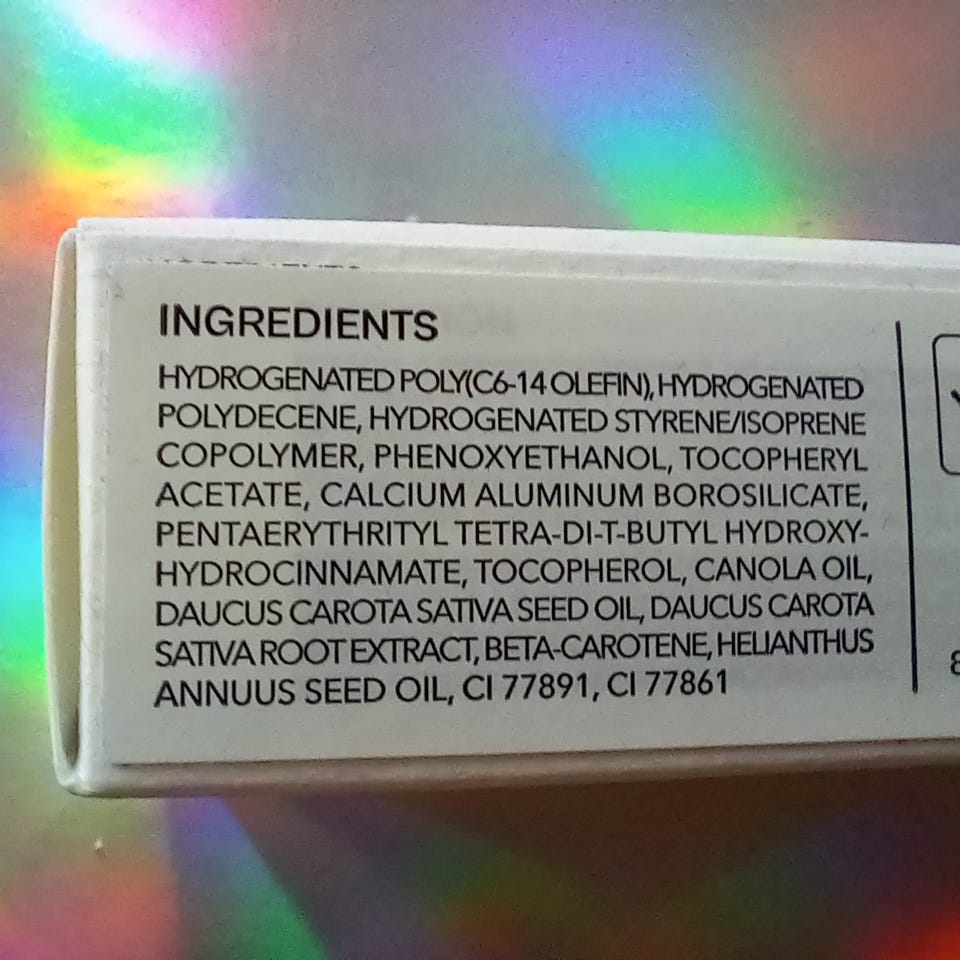 INGREDIENTS
HYDROGENATED POLY(C6-14 OLEFIN), HYDROGENATED
POLYDECENE, HYDROGENATED STYRENE/ISOPRENE
COPOLYMER, PHENOXYETHANOL, TOCOPHERYL
ACETATE, CALCIUM ALUMINUM BOROSILICATE,
PENTAERYTHRITYL TETRA-DI-T-BUTYL HYDROXY-
HYDROCINNAMATE, TOCOPHEROL, CANOLA OIL,
DAUCUS CAROTA SATIVA SEED OIL, DAUCUS CAROTA
SATIVA ROOT EXTRACT, BETA-CAROTENE, HELIANTHUS
ANNUUS SEED OIL, CI 77891, CI 77861
8